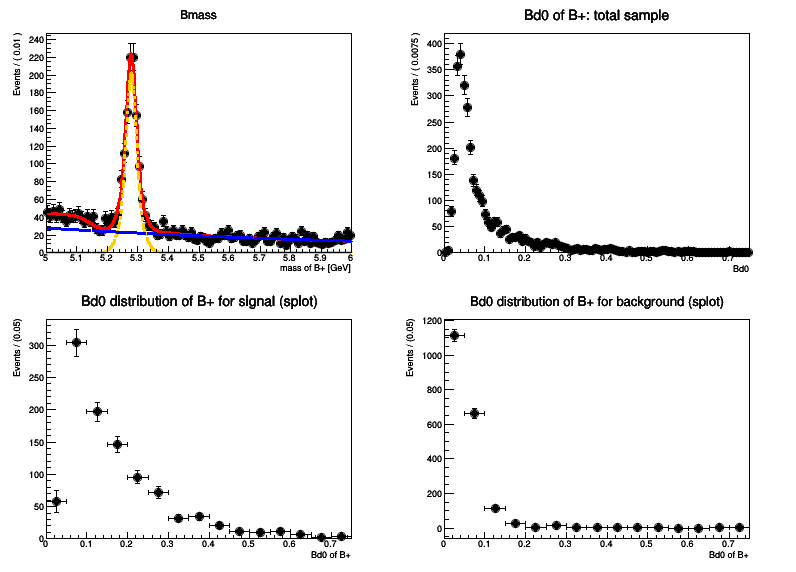 Bmass
Events / ( 0.01 )
240
220
200
180
160
140
120
100
80
60
40
20
0
5 5.1 5.2 5.3 5.4 5.5 5.6 5.7 5.8 5.9 6
mass of B+ [GeV]
Bd0 of B+: total sample
Events / ( 0.0075 )
400
350
300
250
200
150
100
50
0
0 0.1 0.2 0.3 0.4 0.5 0.6 0.7
Bd0
Bd0 distribution of B+ for signal (splot)
Events / (0.05)
300
250
200
150
100
50
0
0 0.1 0.2 0.3 0.4 0.5 0.6 0.7
Bd0 of B+
Bd0 distribution of B+ for background (splot)
Events / (0.05)
1200
1000
800
600
400
200
0
0 0.1 0.2 0.3 0.4 0.5 0.6 0.7
Bd0 of B+